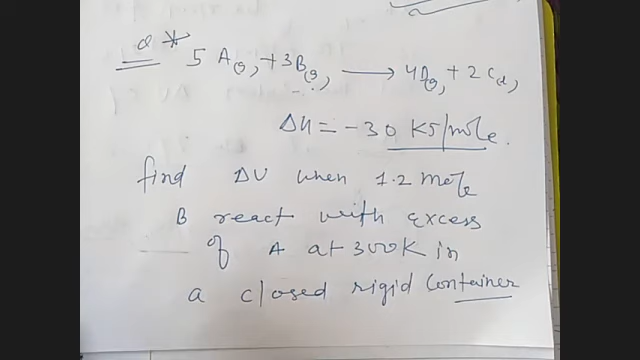 Q * 5 A(g) + 3B(g) → 4D(g) + 2C(l)
ΔH = -30 KJ/mole.
find ΔU when 1.2 mole
B react with excess
of A at 300K in
a closed rigid container